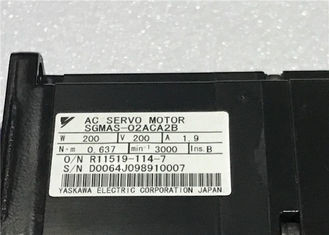 AC SERVO MOTOR
SGMAS-02ACA2B
W 200 V 200 A 1.9
N·m 0.637 min⁻¹ 3000 Ins. B
O/N R11519-114-7
S/N D0064J098910007
YASKAWA ELECTRIC CORPORATION JAPAN